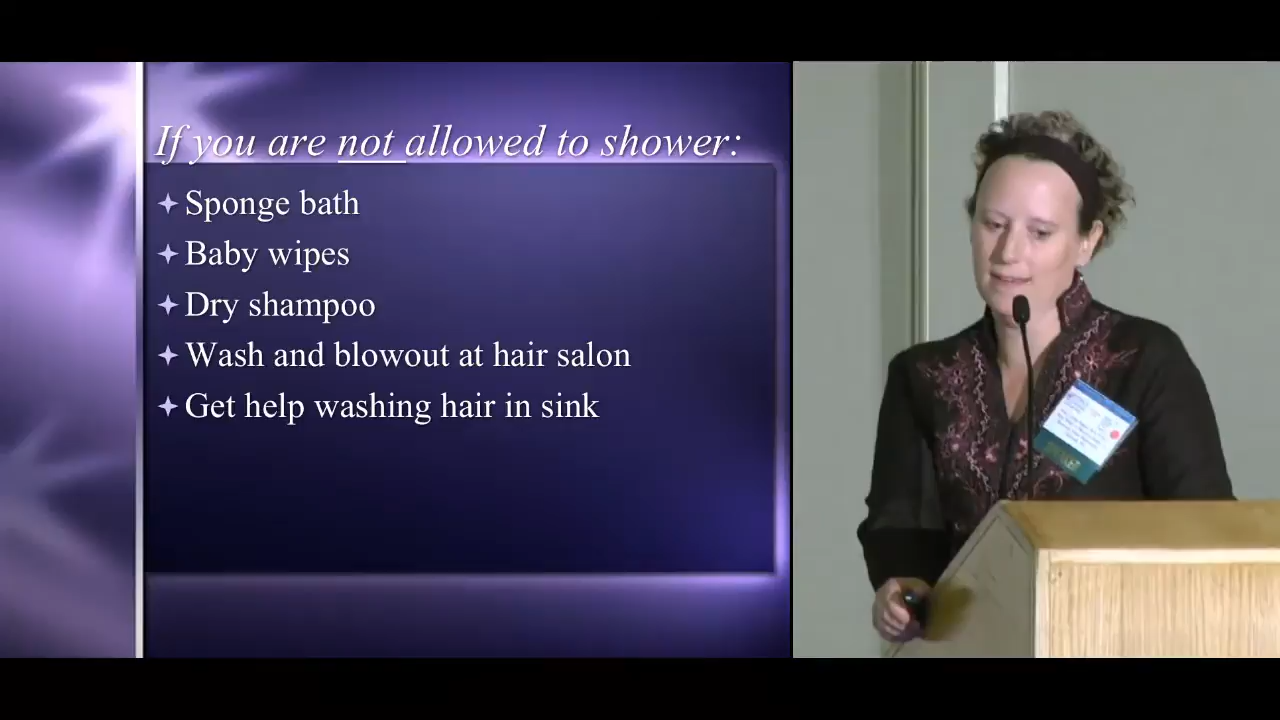 If you are not allowed to shower:
Sponge bath
Baby wipes
Dry shampoo
Wash and blowout at hair salon
Get help washing hair in sink